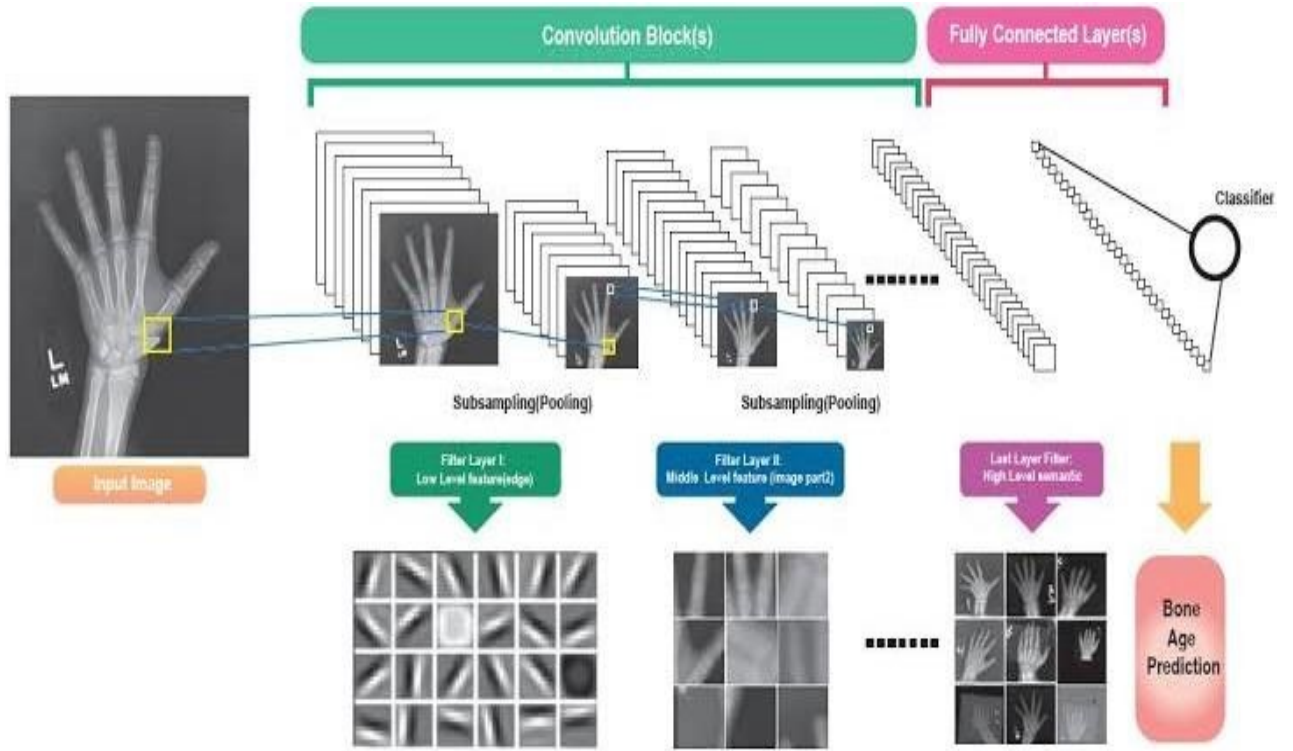 Convolution Block(s)
Fully Connected Layer(s)
Classifier
L
LM
Subsampling(Pooling)
Subsampling(Pooling)
Input Image
Filter Layer I:
Low Level feature(edge)
Filter Layer II:
Middle Level feature (image part2)
Last Layer Filter:
High Level semantic
Bone
Age
Prediction